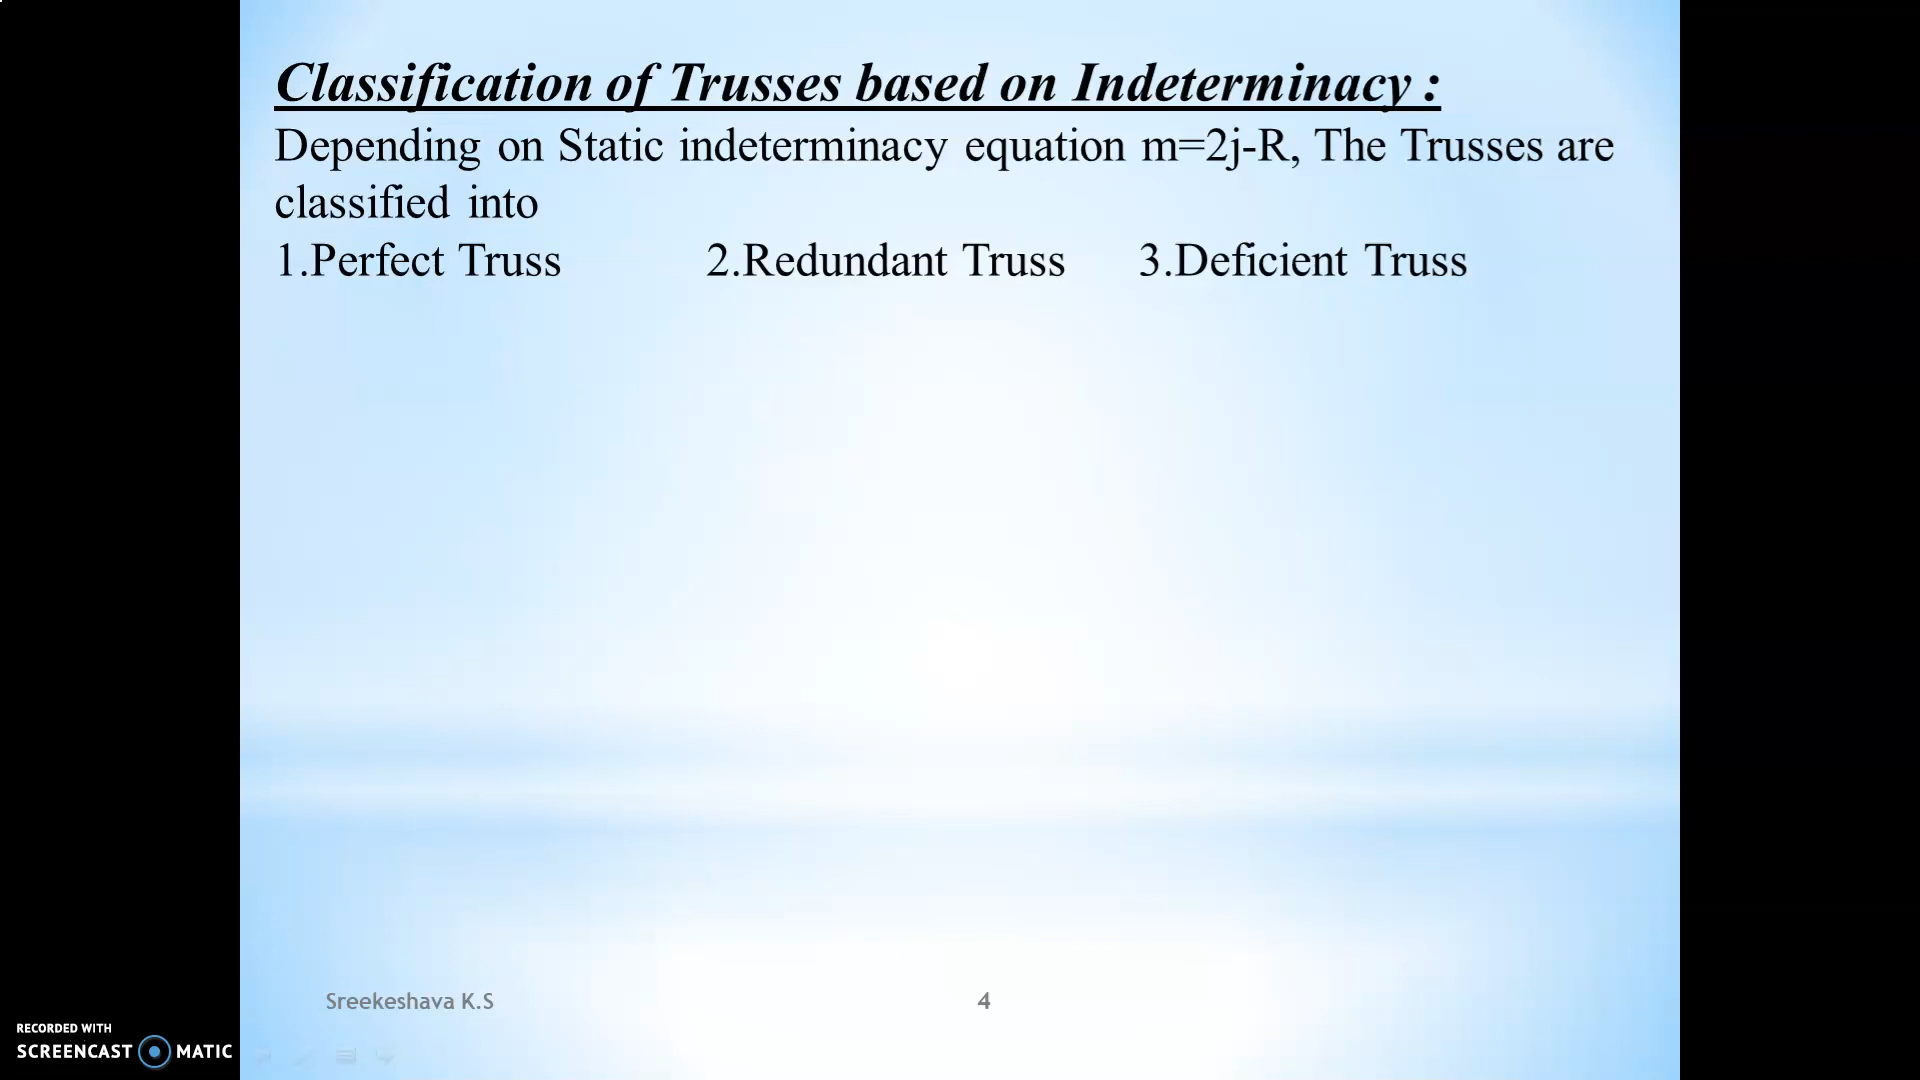 Classification of Trusses based on Indeterminacy :
Depending on Static indeterminacy equation m=2j-R, The Trusses are
classified into
1.Perfect Truss 2.Redundant Truss 3.Deficient Truss
Sreekeshava K.S 4
RECORDED WITH
SCREENCAST MATIC